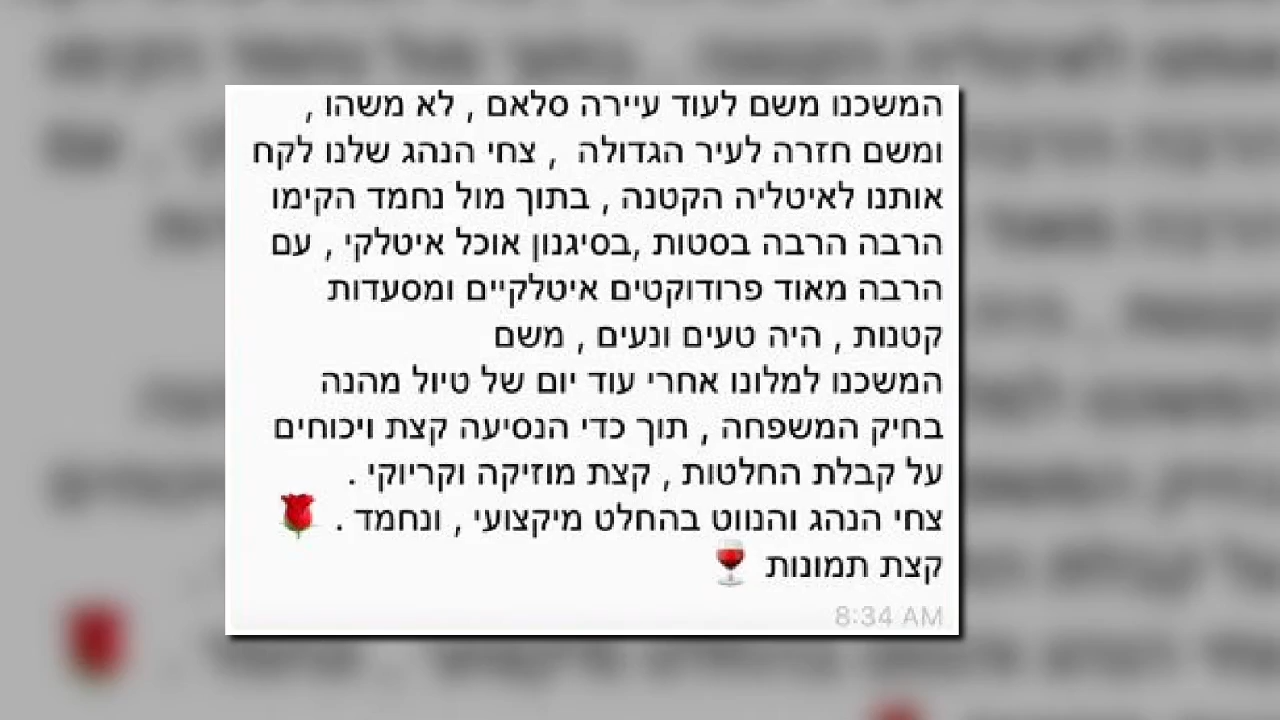 המשכנו משם לעוד עיירה סלאם , לא משהו ,
ומשם חזרה לעיר הגדולה , צחי הנהג שלנו לקח
אותנו לאיטליה הקטנה , בתוך מול נחמד הקימו
הרבה הרבה בסטות ,בסיגנון אוכל איטלקי , עם
הרבה מאוד פרודוקטים איטלקיים ומסעדות
קטנות , היה טעים ונעים , משם
המשכנו למלונו אחרי עוד יום של טיול מהנה
בחיק המשפחה , תוך כדי הנסיעה קצת ויכוחים
על קבלת החלטות , קצת מוזיקה וקריוקי .
צחי הנהג והנווט בהחלט מיקצועי , ונחמד . 🌹
קצת תמונות 🍷
8:34 AM